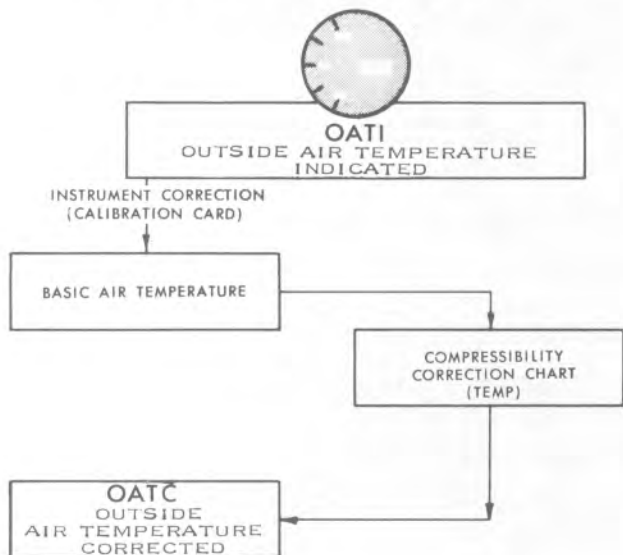 OATI
OUTSIDE AIR TEMPERATURE
INDICATED
INSTRUMENT CORRECTION
(CALIBRATION CARD)
BASIC AIR TEMPERATURE
COMPRESSIBILITY
CORRECTION CHART
(TEMP)
OATC
OUTSIDE
AIR TEMPERATURE
CORRECTED